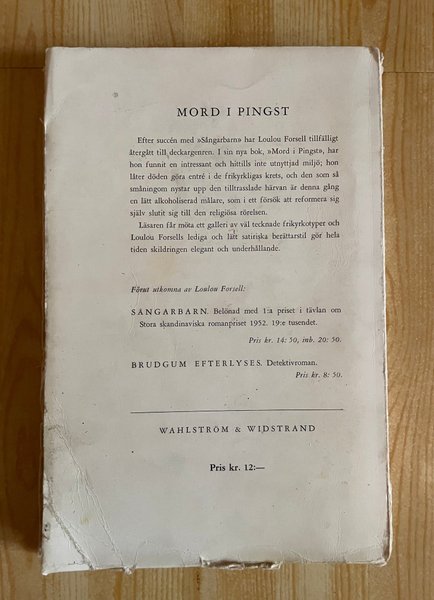 MORD I PINGST
Efter succén med »Sångarbarn» har Loulou Forsell tillfälligt
återgått till deckargenren. I sin nya bok, »Mord i Pingst», har
hon funnit en intressant och hittills inte utnyttjad miljö; hon
låter döden göra entré i de frikyrkligas krets, och den som så
småningom nystar upp den tilltrasslade härvan är denna gång
en lätt alkoholiserad målare, som i ett försök att reformera sig
själv slutit sig till den religiösa rörelsen.
Läsaren får möta ett galleri av väl tecknade frikyrkotyper och
Loulou Forsells lediga och lätt satiriska berättarstil gör hela
tiden skildringen elegant och underhållande.
Förut utkomna av Loulou Forsell:
SÅNGARBARN. Belönad med 1:a priset i tävlan om
Stora skandinaviska romanpriset 1952. 19:e tusendet.
Pris kr. 14: 50, inb. 20: 50.
BRUDGUM EFTERLYSES. Detektivroman.
Pris kr. 8: 50.
WAHLSTRÖM & WIDSTRAND
Pris kr. 12:—